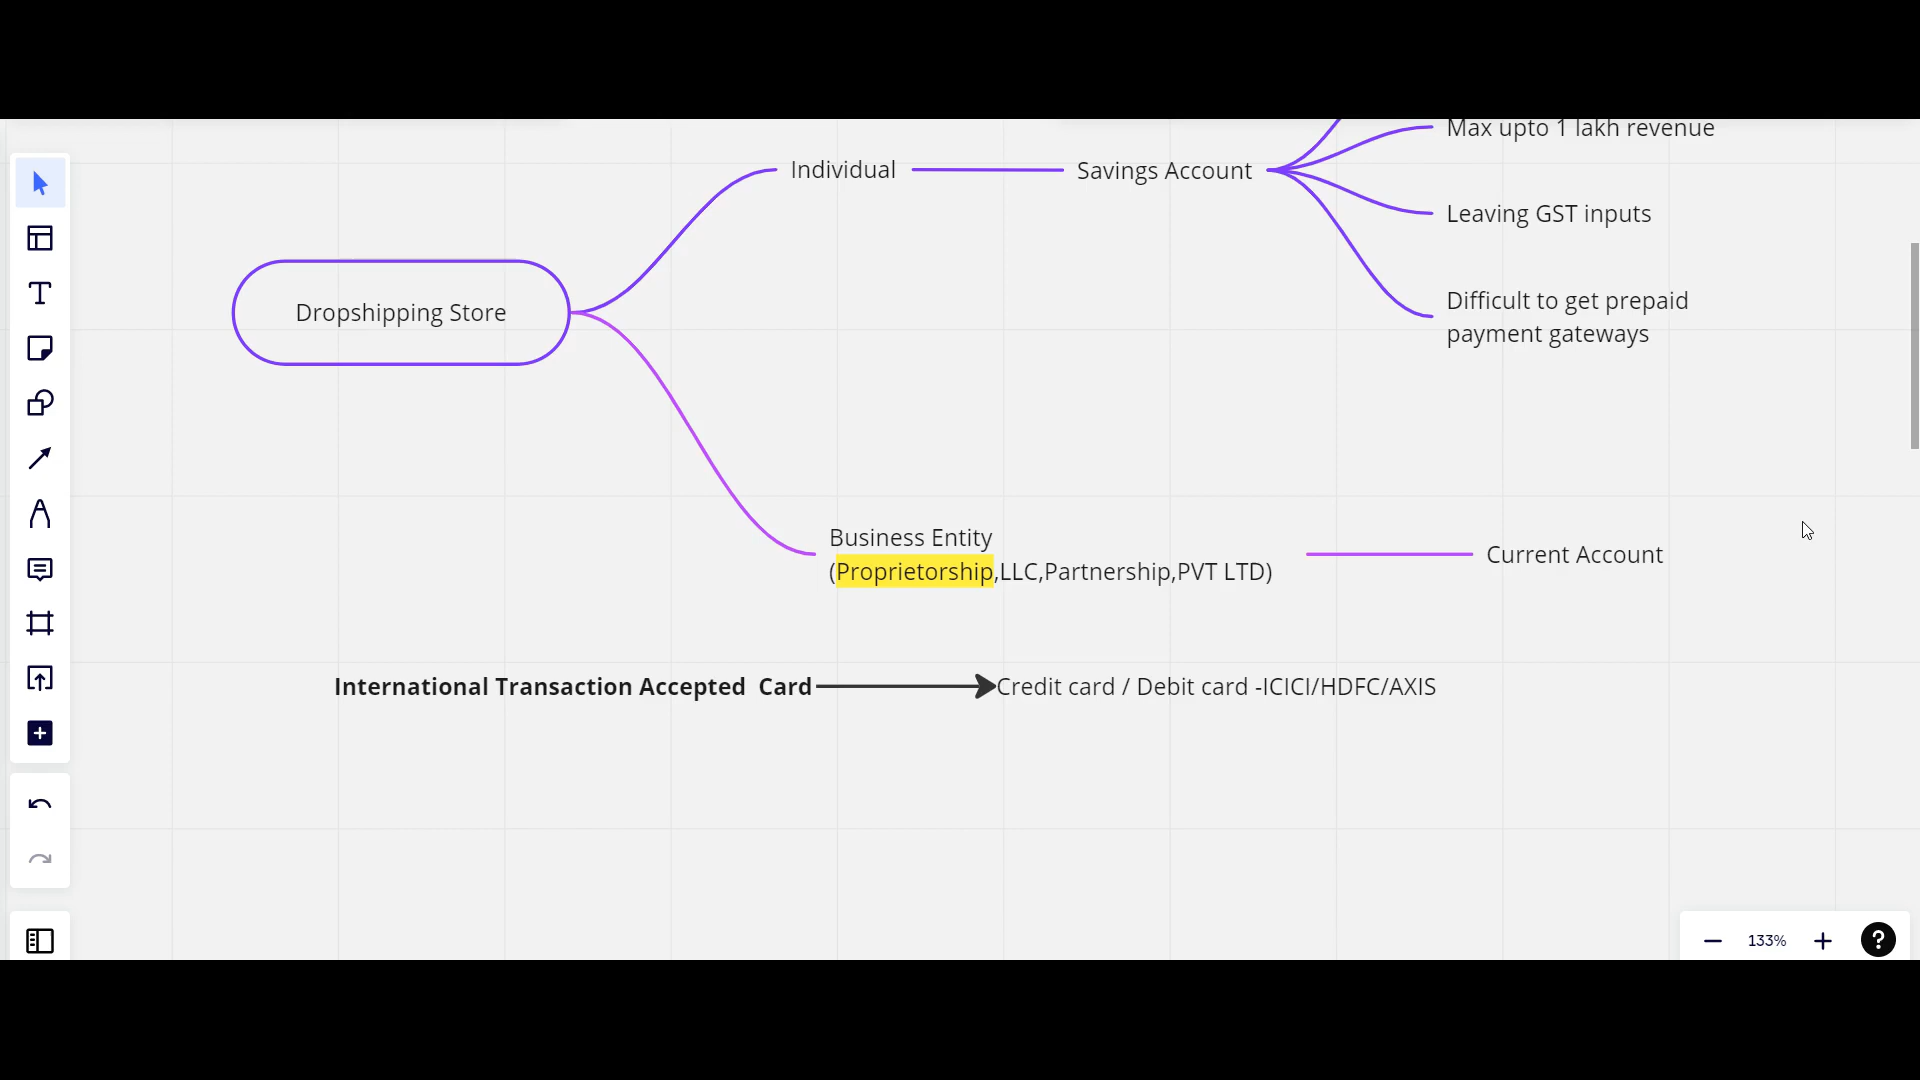 Max upto 1 lakh revenue
Individual
Savings Account
Leaving GST inputs
Difficult to get prepaid
payment gateways
Dropshipping Store
Business Entity
(Proprietorship,LLC,Partnership,PVT LTD)
Current Account
International Transaction Accepted  Card
Credit card / Debit card -ICICI/HDFC/AXIS
133%